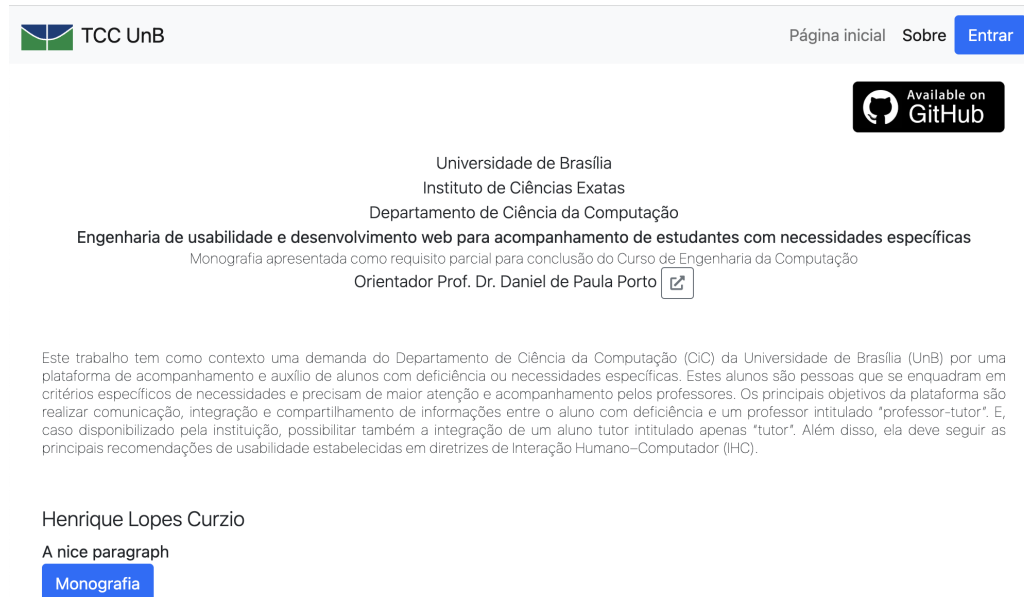 TCC UnB
Página inicial
Sobre
Entrar
Available on
GitHub
Universidade de Brasília
Instituto de Ciências Exatas
Departamento de Ciência da Computação
Engenharia de usabilidade e desenvolvimento web para acompanhamento de estudantes com necessidades específicas
Monografia apresentada como requisito parcial para conclusão do Curso de Engenharia da Computação
Orientador Prof. Dr. Daniel de Paula Porto
Este trabalho tem como contexto uma demanda do Departamento de Ciência da Computação (CiC) da Universidade de Brasília (UnB) por uma
plataforma de acompanhamento e auxílio de alunos com deficiência ou necessidades específicas. Estes alunos são pessoas que se enquadram em
critérios específicos de necessidades e precisam de maior atenção e acompanhamento pelos professores. Os principais objetivos da plataforma são
realizar comunicação, integração e compartilhamento de informações entre o aluno com deficiência e um professor intitulado “professor-tutor”. E,
caso disponibilizado pela instituição, possibilitar também a integração de um aluno tutor intitulado apenas “tutor”. Além disso, ela deve seguir as
principais recomendações de usabilidade estabelecidas em diretrizes de Interação Humano–Computador (IHC).
Henrique Lopes Curzio
A nice paragraph
Monografia